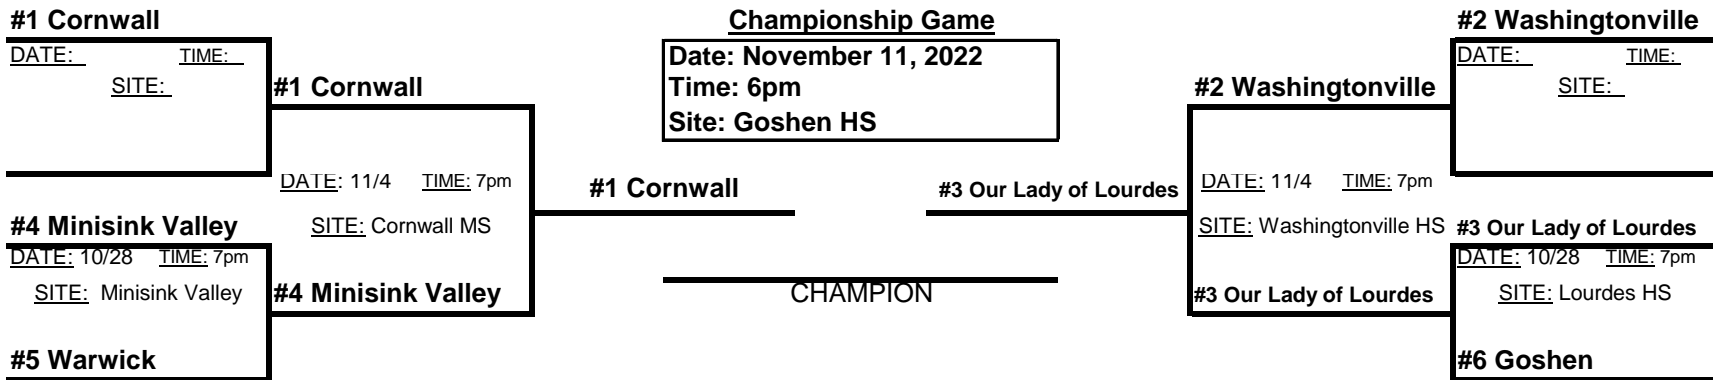 #1 Cornwall
Championship Game
#2 Washingtonville
DATE: TIME:
Date: November 11, 2022
DATE: TIME:
SITE:
#1 Cornwall
Time: 6pm
#2 Washingtonville
SITE:
Site: Goshen HS
DATE: 11/4 TIME: 7pm
#1 Cornwall
#3 Our Lady of Lourdes
DATE: 11/4 TIME: 7pm
#4 Minisink Valley
SITE: Cornwall MS
SITE: Washingtonville HS
#3 Our Lady of Lourdes
DATE: 10/28 TIME: 7pm
DATE: 10/28 TIME: 7pm
SITE: Minisink Valley
#4 Minisink Valley
CHAMPION
#3 Our Lady of Lourdes
SITE: Lourdes HS
#5 Warwick
#6 Goshen